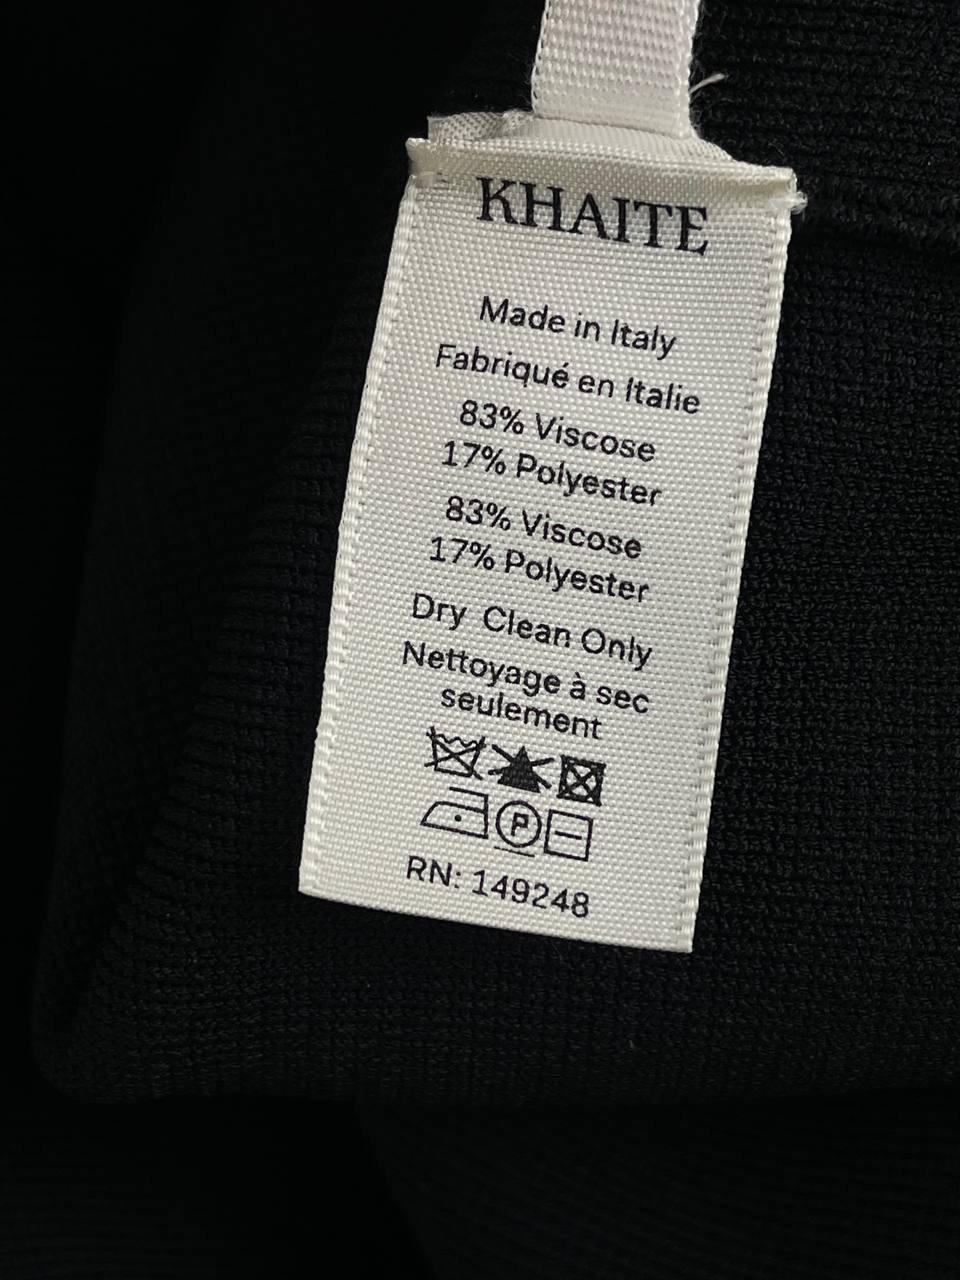 KHAITE
Made in Italy
Fabriqué en Italie
83% Viscose
17% Polyester
83% Viscose
17% Polyester
Dry Clean Only
Nettoyage à sec
seulement
P
RN: 149248